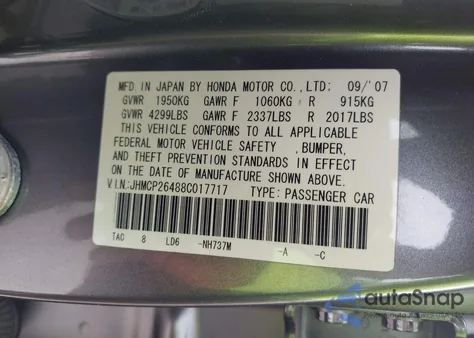 MFD. IN JAPAN BY HONDA MOTOR CO.,LTD: 09/'07
GVWR 1950KG GAWR F 1060KG R 915KG
GVWR 4299LBS GAWR F 2337LBS R 2017LBS
THIS VEHICLE CONFORMS TO ALL APPLICABLE
FEDERAL MOTOR VEHICLE SAFETY ,BUMPER,
AND THEFT PREVENTION STANDARDS IN EFFECT
ON THE DATE OF MANUFACTURE SHOWN ABOVE.
V.I.N.:JHMCP26488C017717 TYPE: PASSENGER CAR
TAC 8 LD6 -NH737M -A -C
autoSnap